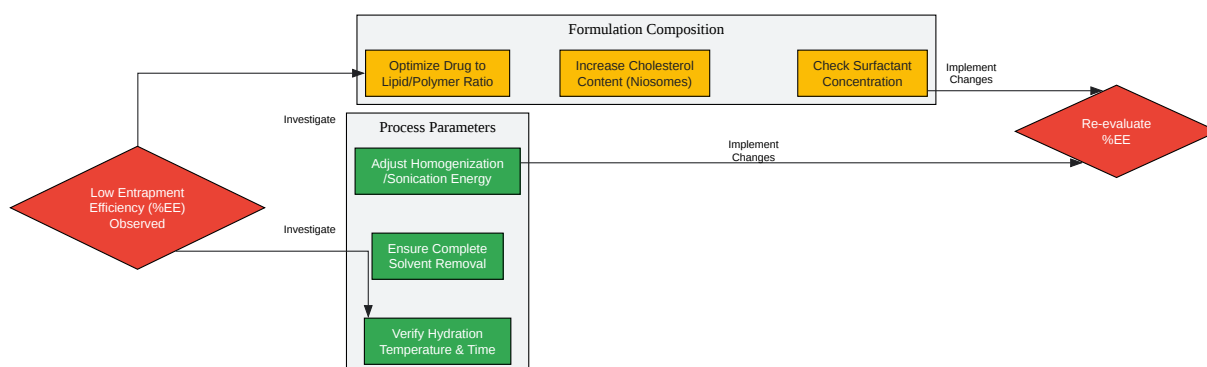 Formulation Composition
Optimize Drug to
Lipid/Polymer Ratio
Increase Cholesterol
Content (Niosomes)
Check Surfactant
Concentration
Implement
Changes
Investigate
Process Parameters
Adjust Homogenization
/Sonication Energy
Implement
Changes
Re-evaluate
%EE
Low Entrapment
Efficiency (%EE)
Observed
Investigate
Ensure Complete
Solvent Removal
Verify Hydration
Temperature & Time